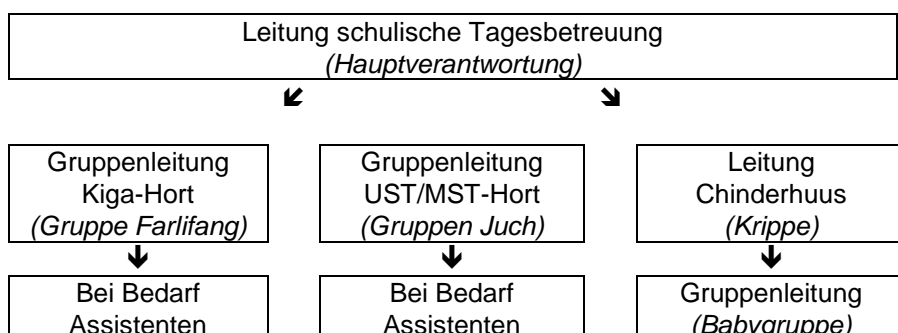 Leitung schulische Tagesbetreuung
(Hauptverantwortung)
Gruppenleitung
Kiga-Hort
(Gruppe Farlifang)
Gruppenleitung
UST/MST-Hort
(Gruppen Juch)
Leitung
Chinderhuus
(Krippe)
Bei Bedarf
Assistenten
Bei Bedarf
Assistenten
Gruppenleitung
(Babygruppe)